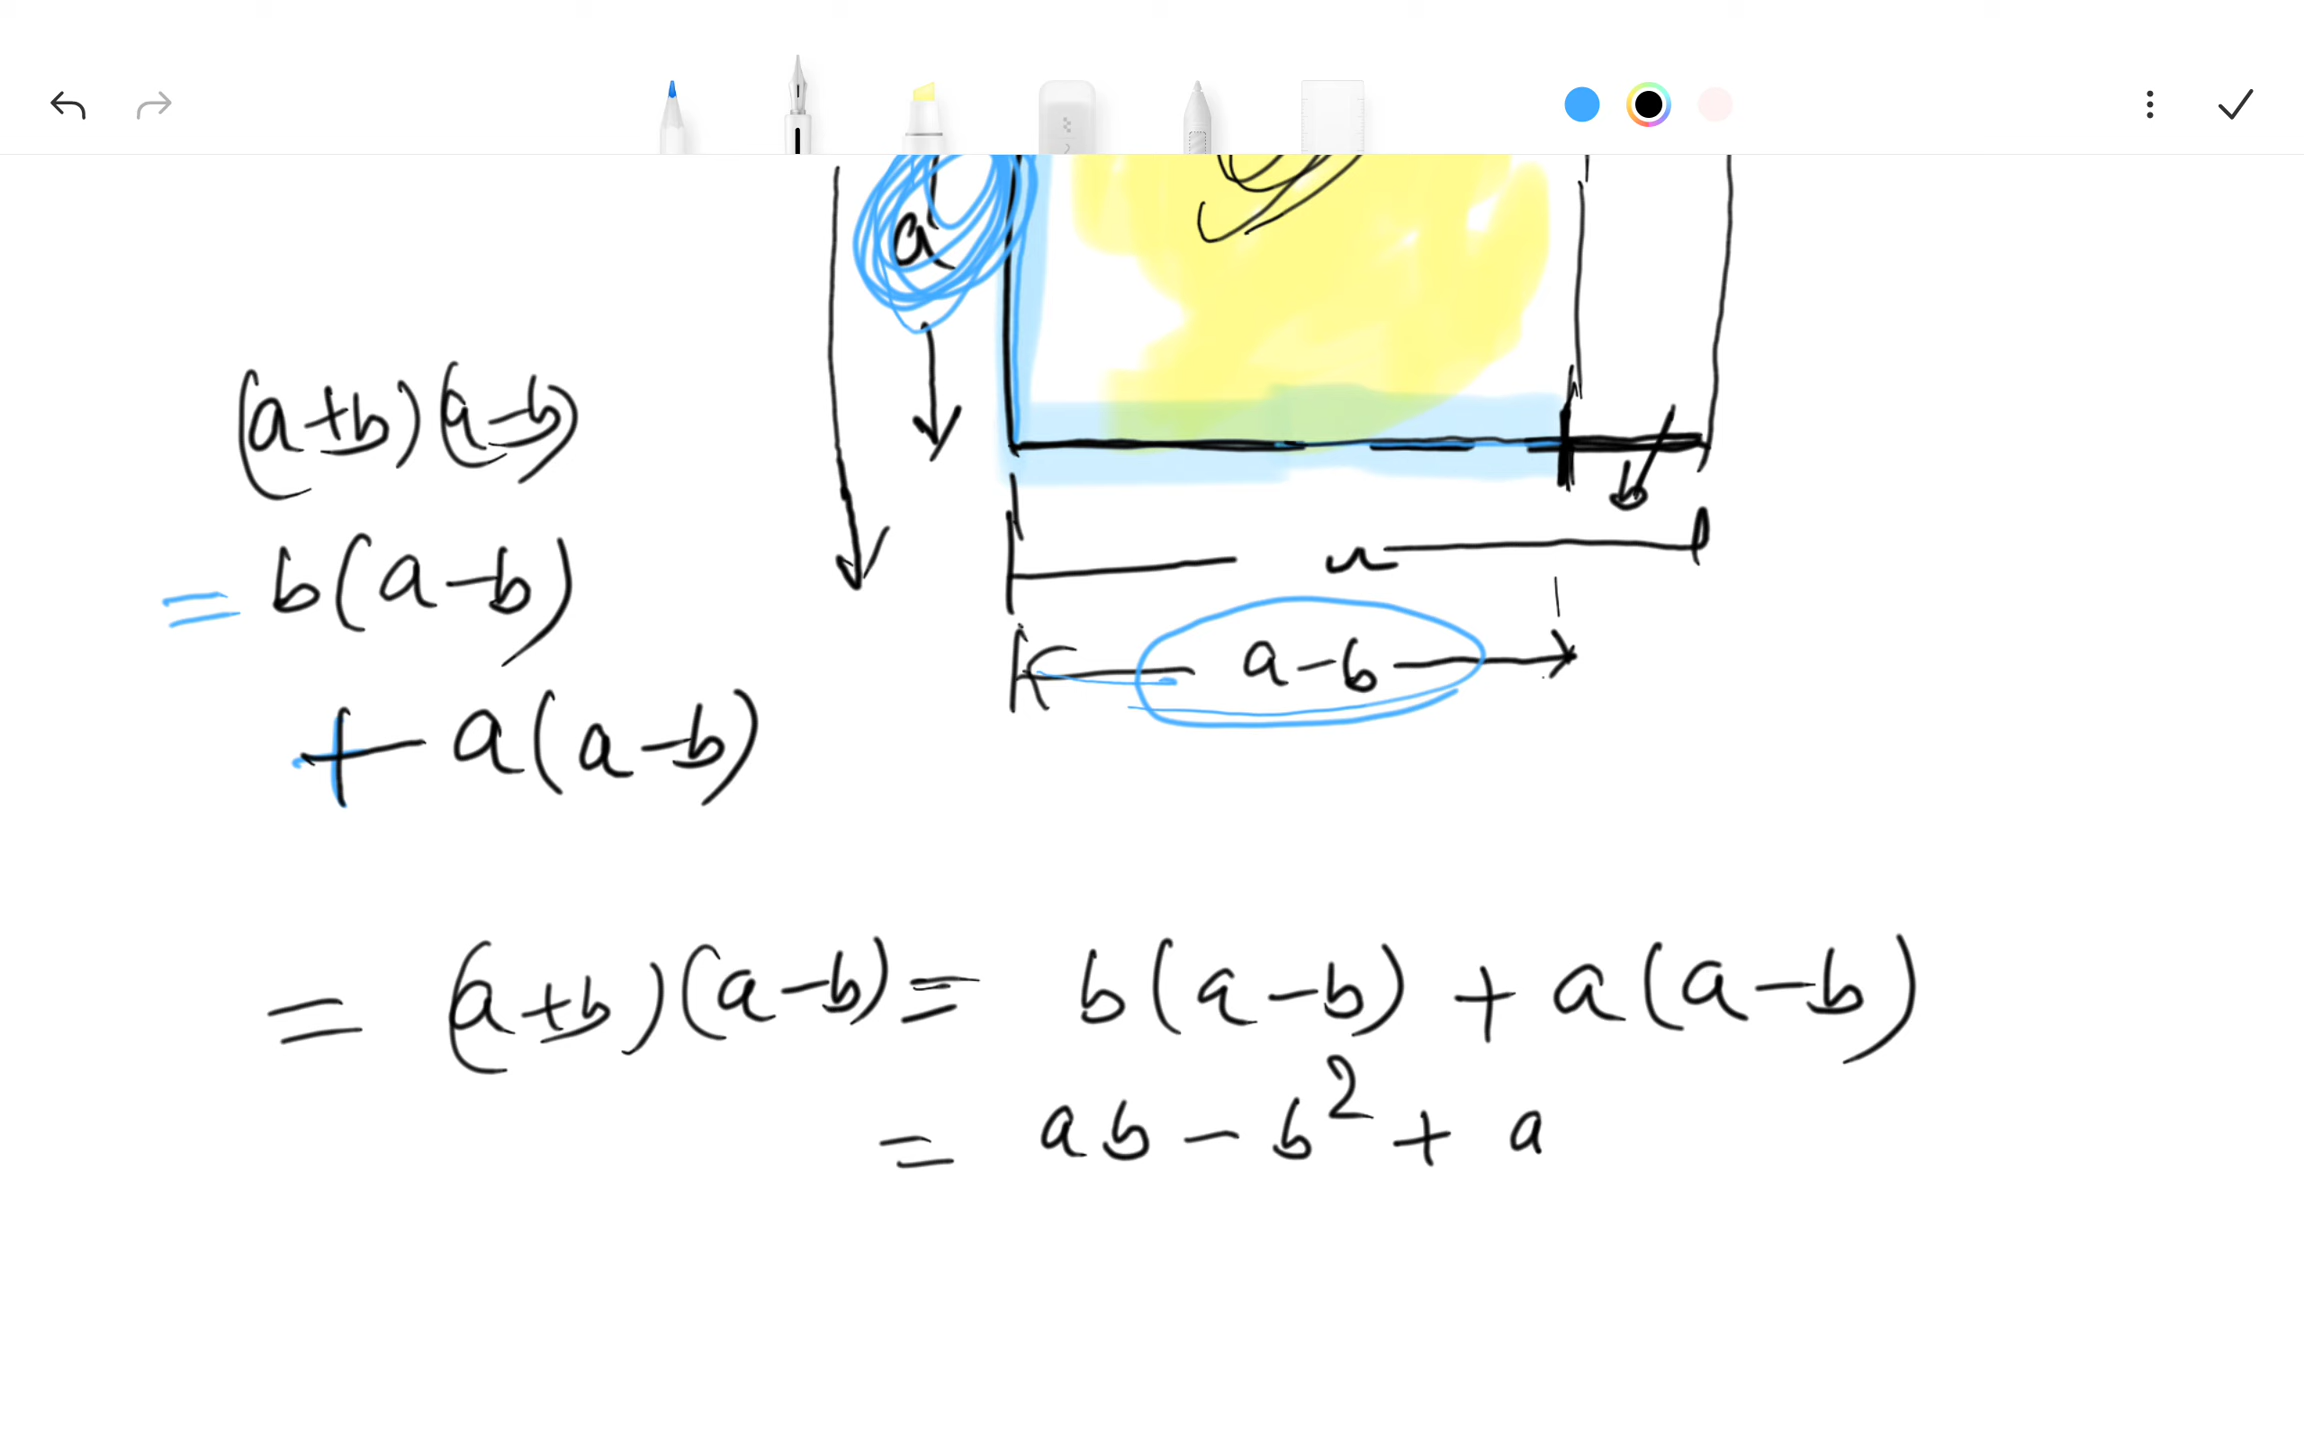 a
(a+b)(a-b)
b
= b(a-b)
a-b
+ a(a-b)
= (a+b)(a-b) = b(a-b) + a(a-b)
= ab - b² + a